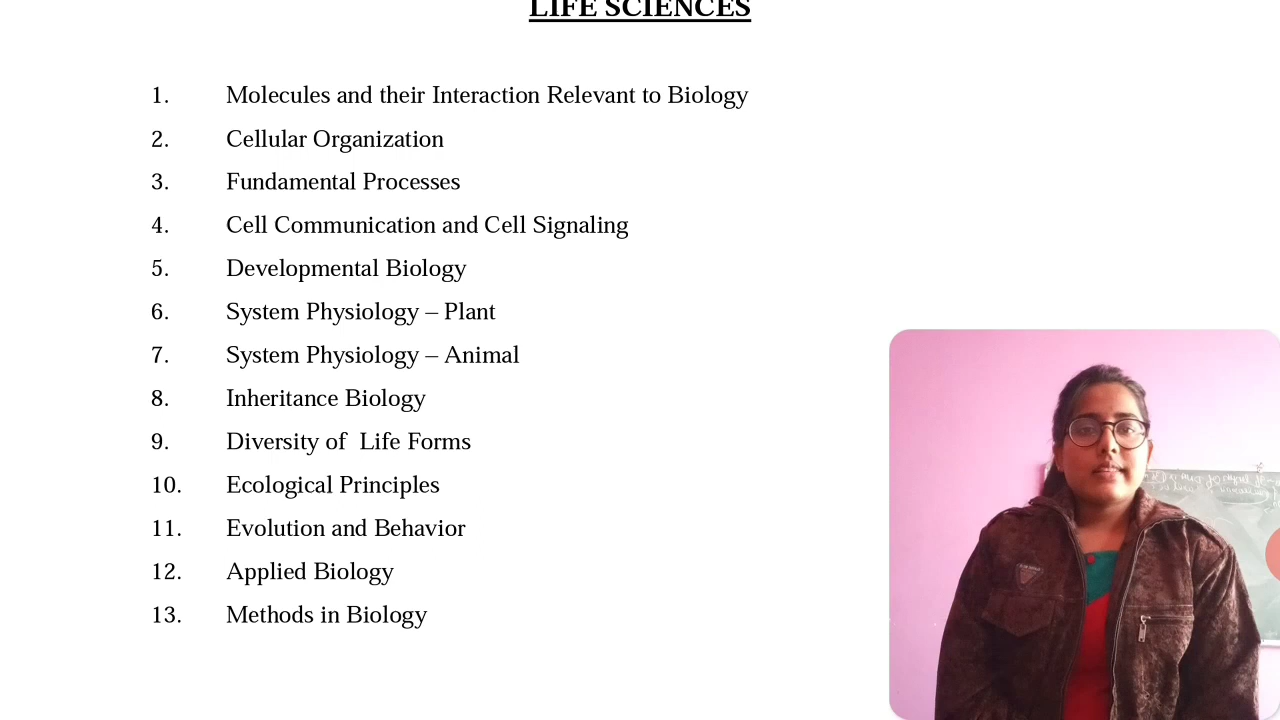 LIFE SCIENCES
1. Molecules and their Interaction Relevant to Biology
2. Cellular Organization
3. Fundamental Processes
4. Cell Communication and Cell Signaling
5. Developmental Biology
6. System Physiology – Plant
7. System Physiology – Animal
8. Inheritance Biology
9. Diversity of  Life Forms
10. Ecological Principles
11. Evolution and Behavior
12. Applied Biology
13. Methods in Biology